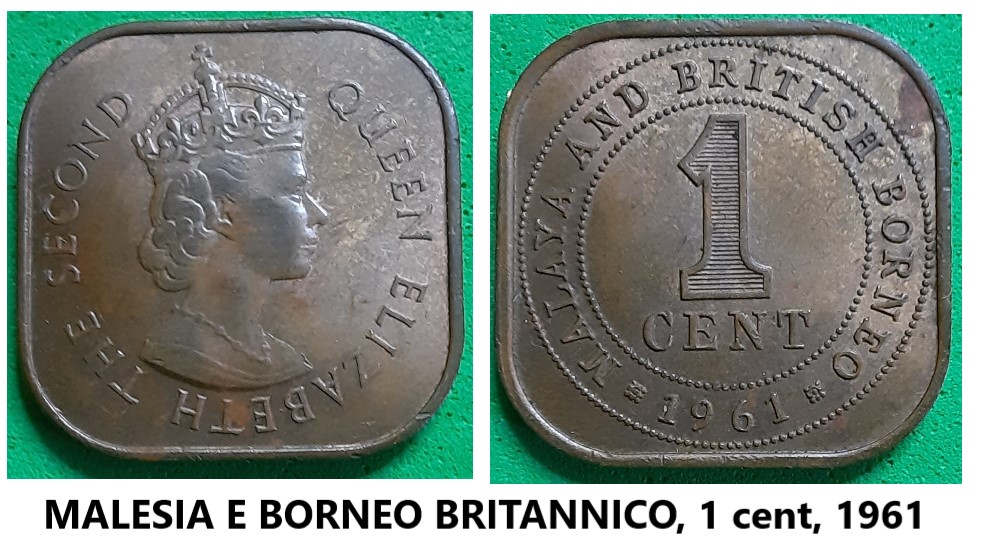 QUEEN ELIZABETH THE SECOND
MALAYA AND BRITISH BORNEO
1
CENT
1961
MALESIA E BORNEO BRITANNICO, 1 cent, 1961